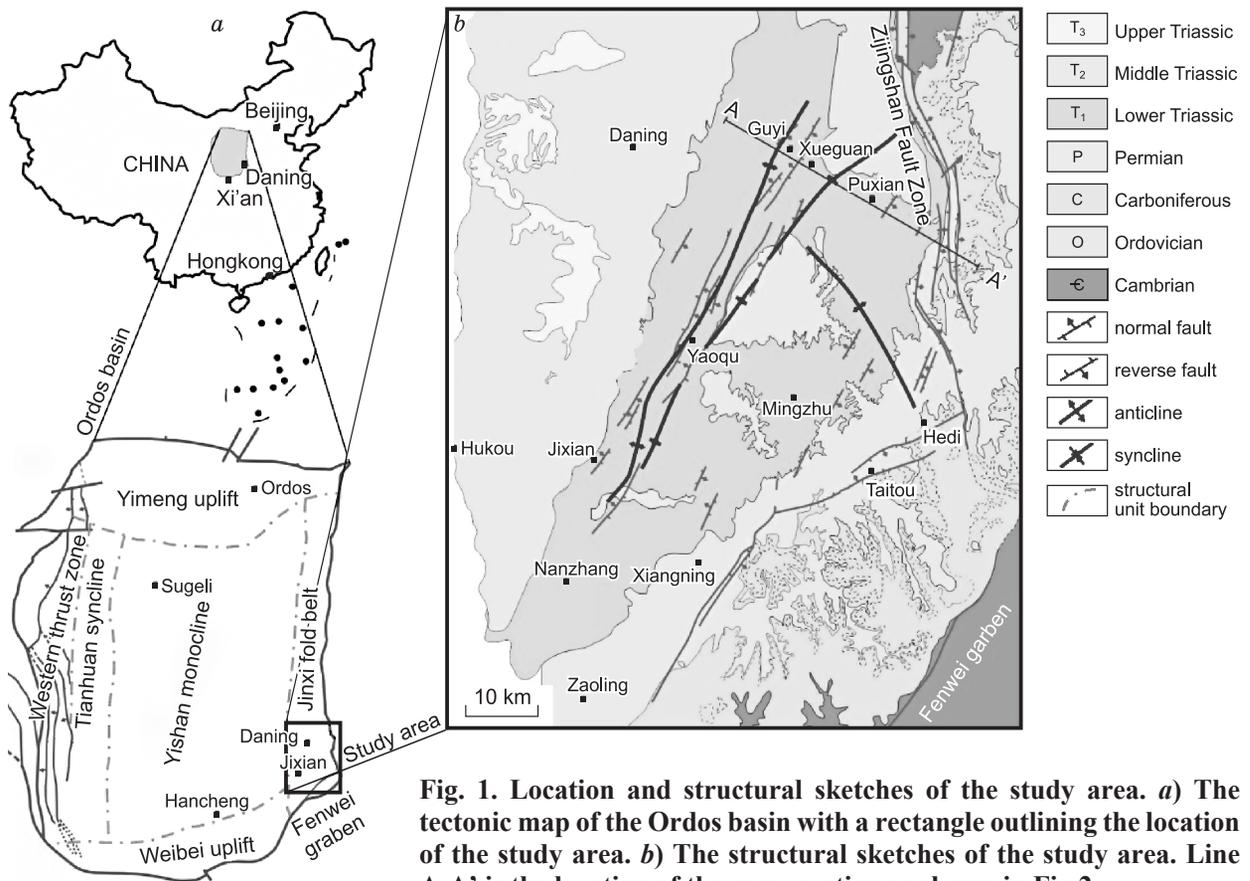 a
Beijing
CHINA
Daning
Xi'an
Hongkong
Ordos basin
Yimeng uplift
Ordos
Western thrust zone
Tianhuan syncline
Sugeli
Yishan monocline
Jinxi fold-belt
Daning
Jixian
Study area
Hancheng
Weibei uplift
Fenwei
graben
b
A
Guyi
Xueguan
Daning
Puxian
Zijingshan Fault Zone
A'
Yaoqu
Mingzhu
Hukou
Jixian
Hedi
Taitou
Nanzhang
Xiangning
Zaoling
10 km
Fenwei garben
T₃ Upper Triassic
T₂ Middle Triassic
T₁ Lower Triassic
P Permian
C Carboniferous
O Ordovician
Є Cambrian
normal fault
reverse fault
anticline
syncline
structural
unit boundary
Fig. 1. Location and structural sketches of the study area. a) The
tectonic map of the Ordos basin with a rectangle outlining the location
of the study area. b) The structural sketches of the study area. Line